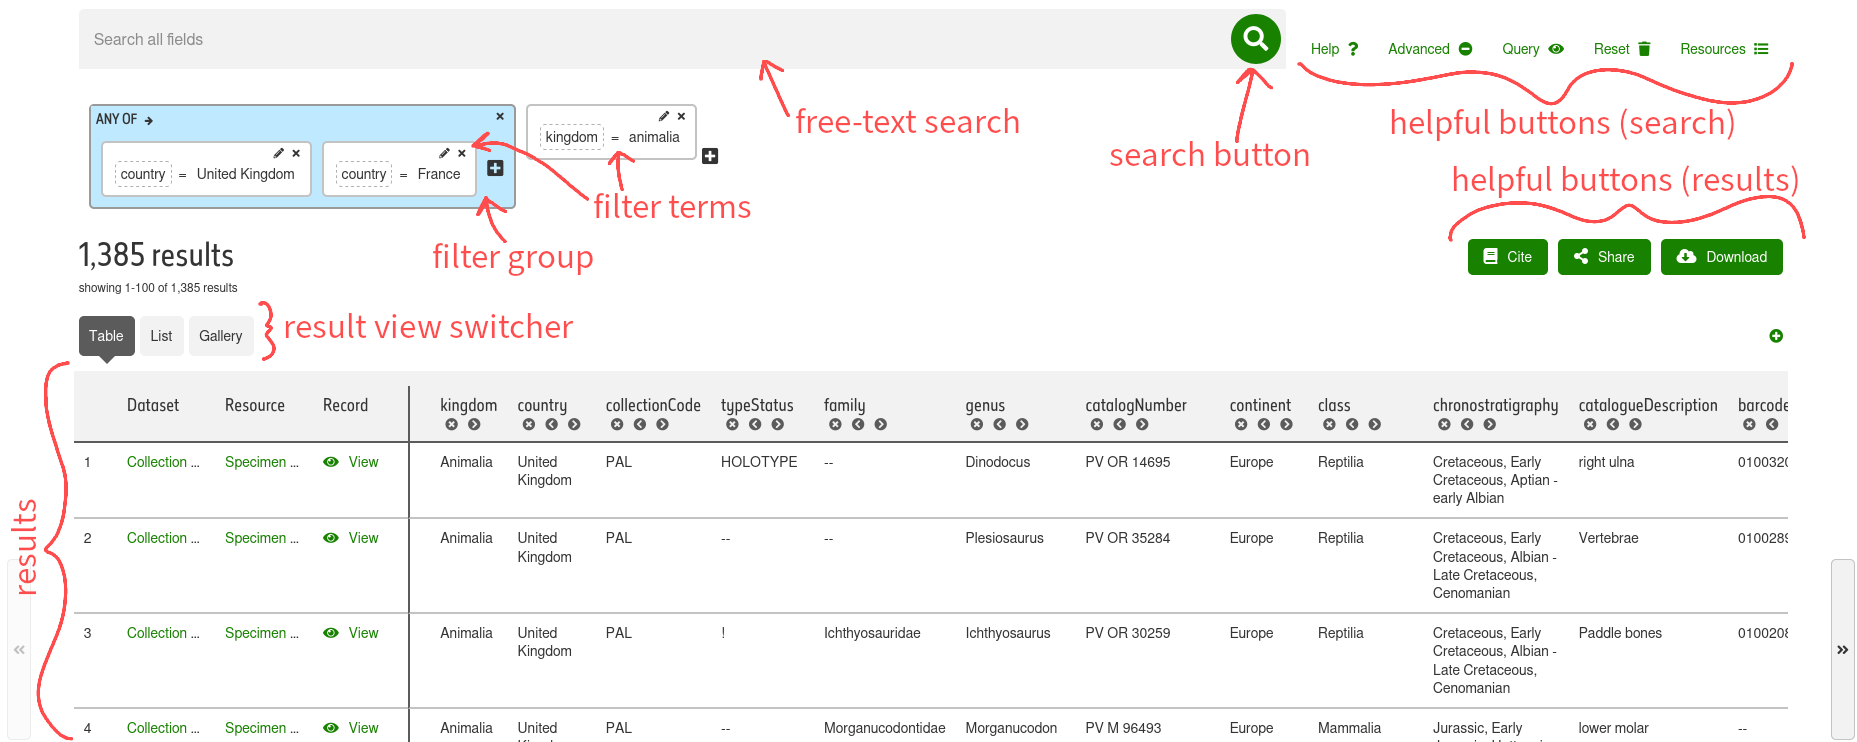 Search all fields
Help ? Advanced Query Reset Resources
free-text search
search button
helpful buttons (search)
helpful buttons (results)
ANY OF
country = United Kingdom
country = France
kingdom = animalia
filter terms
filter group
1,385 results
showing 1-100 of 1,385 results
Cite Share Download
Table List Gallery
result view switcher
results
Dataset Resource Record kingdom country collectionCode typeStatus family genus catalogNumber continent class chronostratigraphy catalogueDescription barcode
1 Collection ... Specimen ... View Animalia United PAL HOLOTYPE -- Dinodocus PV OR 14695 Europe Reptilia Cretaceous, Early right ulna 0100320
Kingdom Cretaceous, Aptian -
early Albian
2 Collection ... Specimen ... View Animalia United PAL -- -- Plesiosaurus PV OR 35284 Europe Reptilia Cretaceous, Early Vertebrae 0100289
Kingdom Cretaceous, Albian -
Late Cretaceous,
Cenomanian
3 Collection ... Specimen ... View Animalia United PAL ! Ichthyosauridae Ichthyosaurus PV OR 30259 Europe Reptilia Cretaceous, Early Paddle bones 0100208
Kingdom Cretaceous, Albian -
Late Cretaceous,
Cenomanian
4 Collection ... Specimen ... View Animalia United PAL -- Morganucodontidae Morganucodon PV M 96493 Europe Mammalia Jurassic, Early lower molar --
«
»